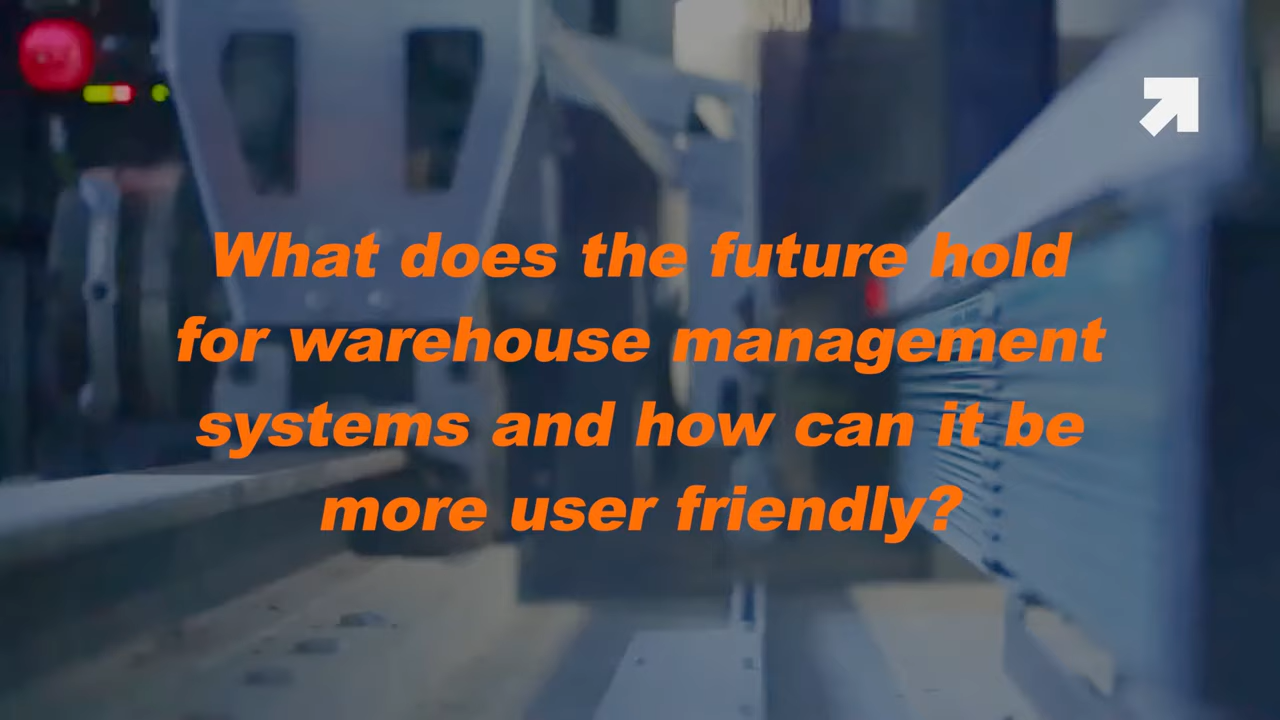 What does the future hold
for warehouse management
systems and how can it be
more user friendly?